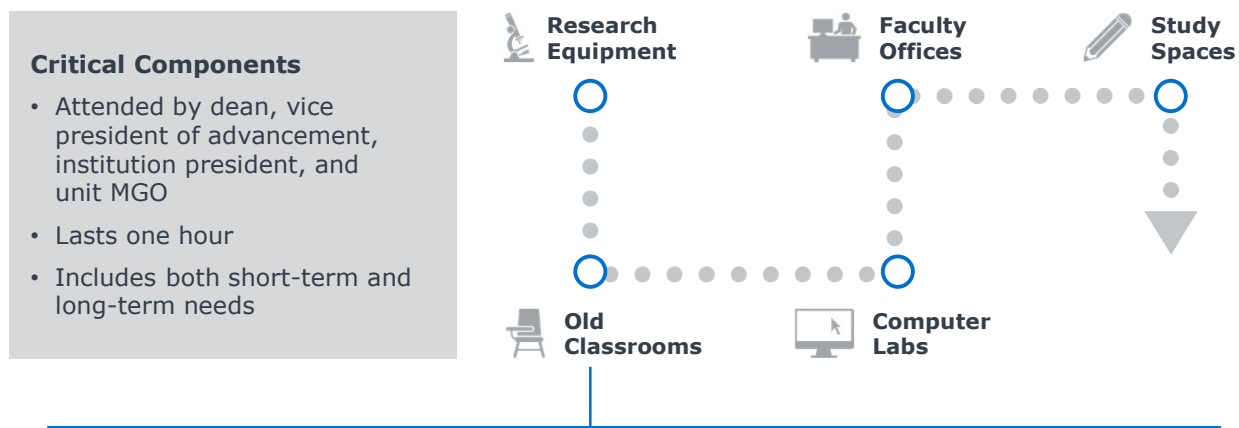 Critical Components
• Attended by dean, vice
president of advancement,
institution president, and
unit MGO
• Lasts one hour
• Includes both short-term and
long-term needs
Research
Equipment
Faculty
Offices
Study
Spaces
Old
Classrooms
Computer
Labs